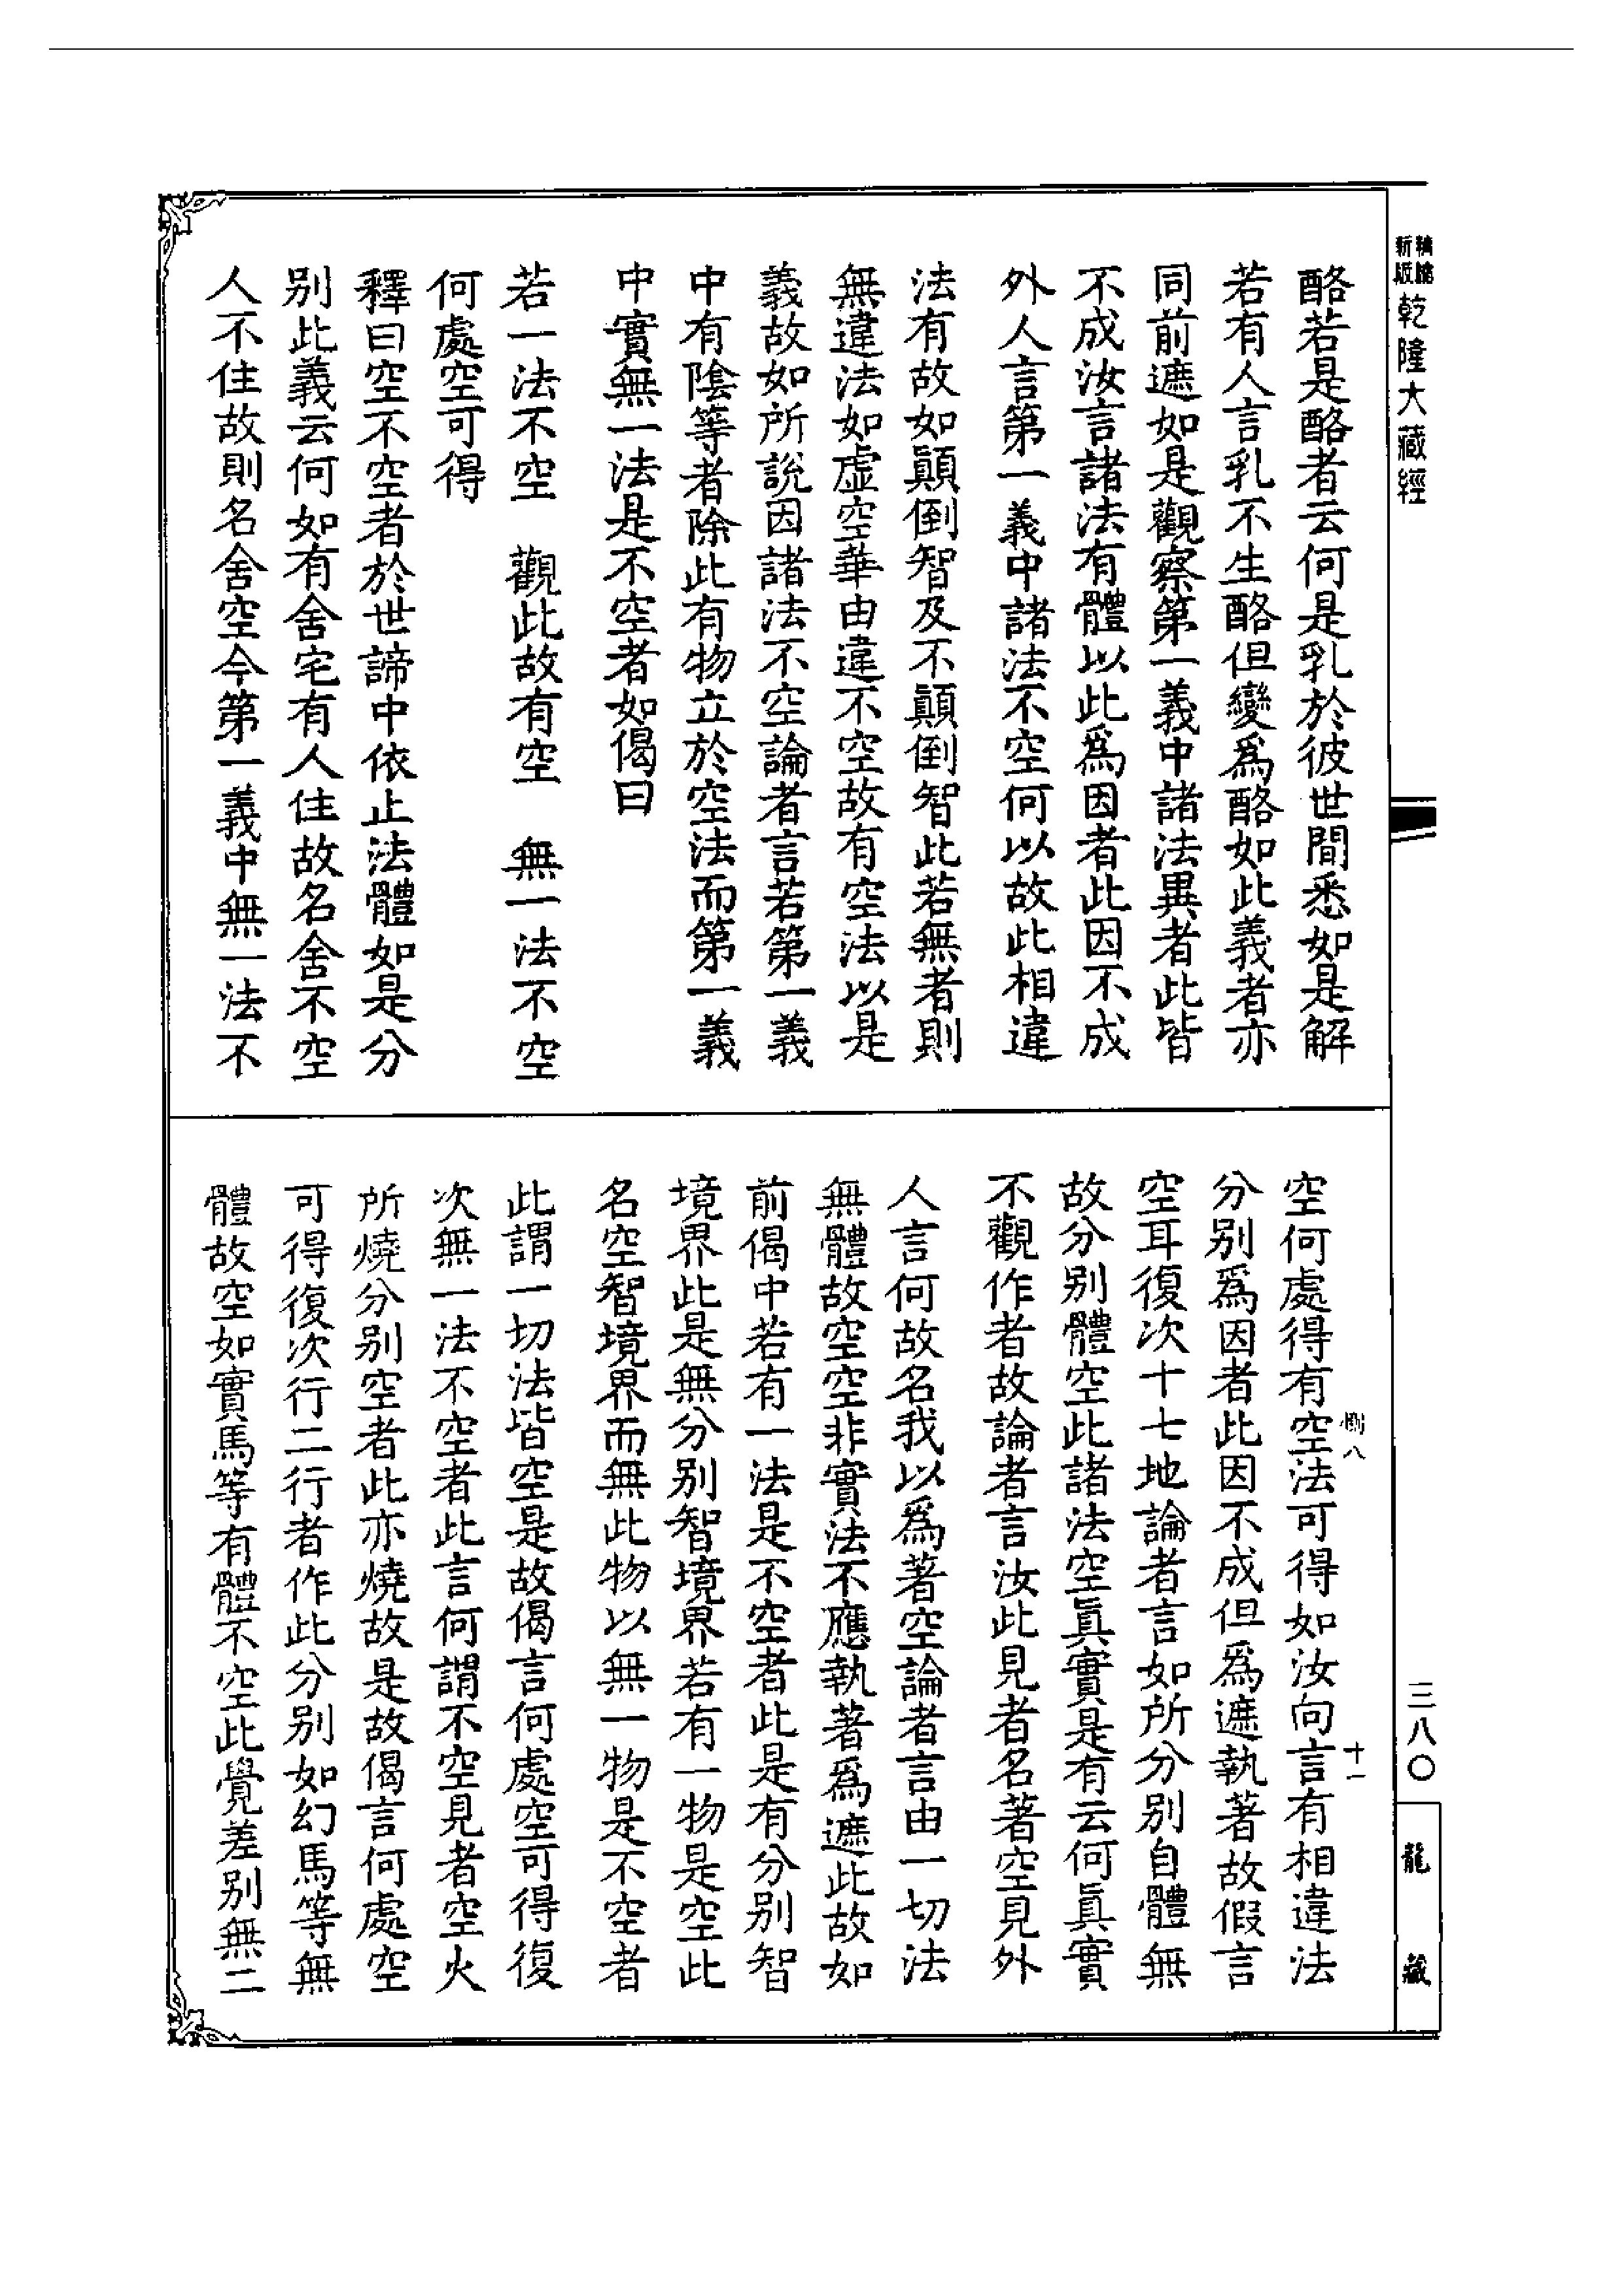 乾隆大藏經
酪若是酪者云何是乳於彼世間悉如是解
若有人言乳不生酪但變爲酪如此義者亦
同前遮如是觀察第一義中諸法異者此皆
不成汝言諸法有體以此爲因者此因不成
外人言第一義中諸法不空何以故此相違
法有故如顛倒智及不顛倒智此若無者則
無違法如虛空華由違不空故有空法以是
義故如所說因諸法不空論者言若第一義
中有陰等者除此有物立於空法而第一義
中實無一法是不空者如偈曰
若一法不空　觀此故有空　無一法不空
何處空可得
釋曰空不空者於世諦中依止法體如是分
別此義云何如有舍宅有人住故名舍不空
人不住故則名舍空今第一義中無一法不
空何處得有空法可得如汝向言有相違法
分別爲因者此因不成但爲遮執著故假言
空耳復次十七地論者言如所分別自體無
故分別體空此諸法空眞實是有云何眞實
不觀作者故論者言汝此見者名著空見外
人言何故名我以爲著空論者言由一切法
無體故空空非實法不應執著爲遮此故如
前偈中若有一法是不空者此是有分別智
境界此是無分別智境界若有一物是空此
名空智境界而無此物以無一物是不空者
此謂一切法皆空是故偈言何處空可得復
次無一法不空者此言何謂不空見者空火
所燒分別空者此亦燒故是故偈言何處空
可得復次行二行者作此分別如幻馬等無
體故空如實馬等有體不空此覺差別無二
八
十一
三八〇
龍藏